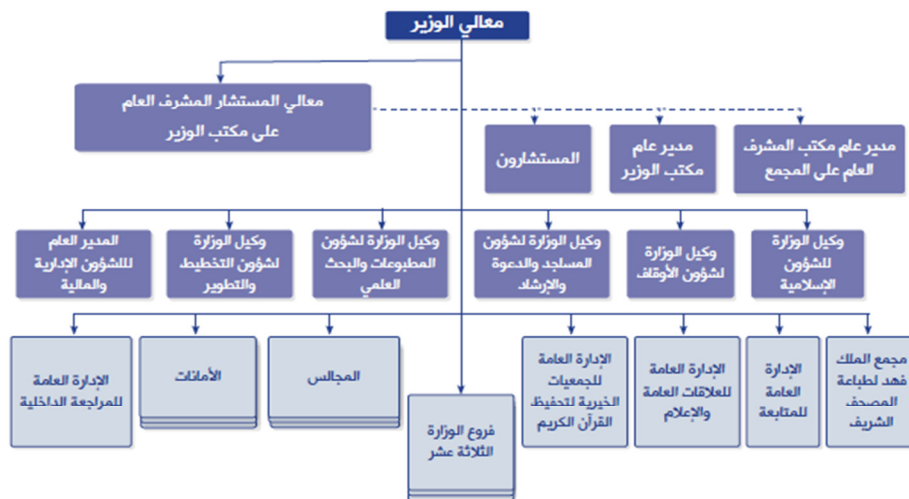 معالي الوزير
معالي المستشار المشرف العام
على مكتب الوزير
مدير عام مكتب المشرف
العام على المجمع
مدير عام
مكتب الوزير
المستشارون
وكيل الوزارة
للشؤون
الإسلامية
وكيل الوزارة
لشؤون الأوقاف
وكيل الوزارة لشؤون
المساجد والدعوة
والإرشاد
وكيل الوزارة لشؤون
المطبوعات والبحث
العلمي
وكيل الوزارة
لشؤون التخطيط
والتطوير
المدير العام
لللشؤون الإدارية
والمالية
مجمع الملك
فهد لطباعة
المصحف
الشريف
الإدارة
العامة
للمتابعة
الإدارة العامة
للعلاقات العامة
والإعلام
الإدارة العامة
للجمعيات
الخيرية لتحفيظ
القرآن الكريم
فروع الوزارة
الثلاثة عشر
المجالس
الأمانات
الإدارة العامة
للمراجعة الداخلية